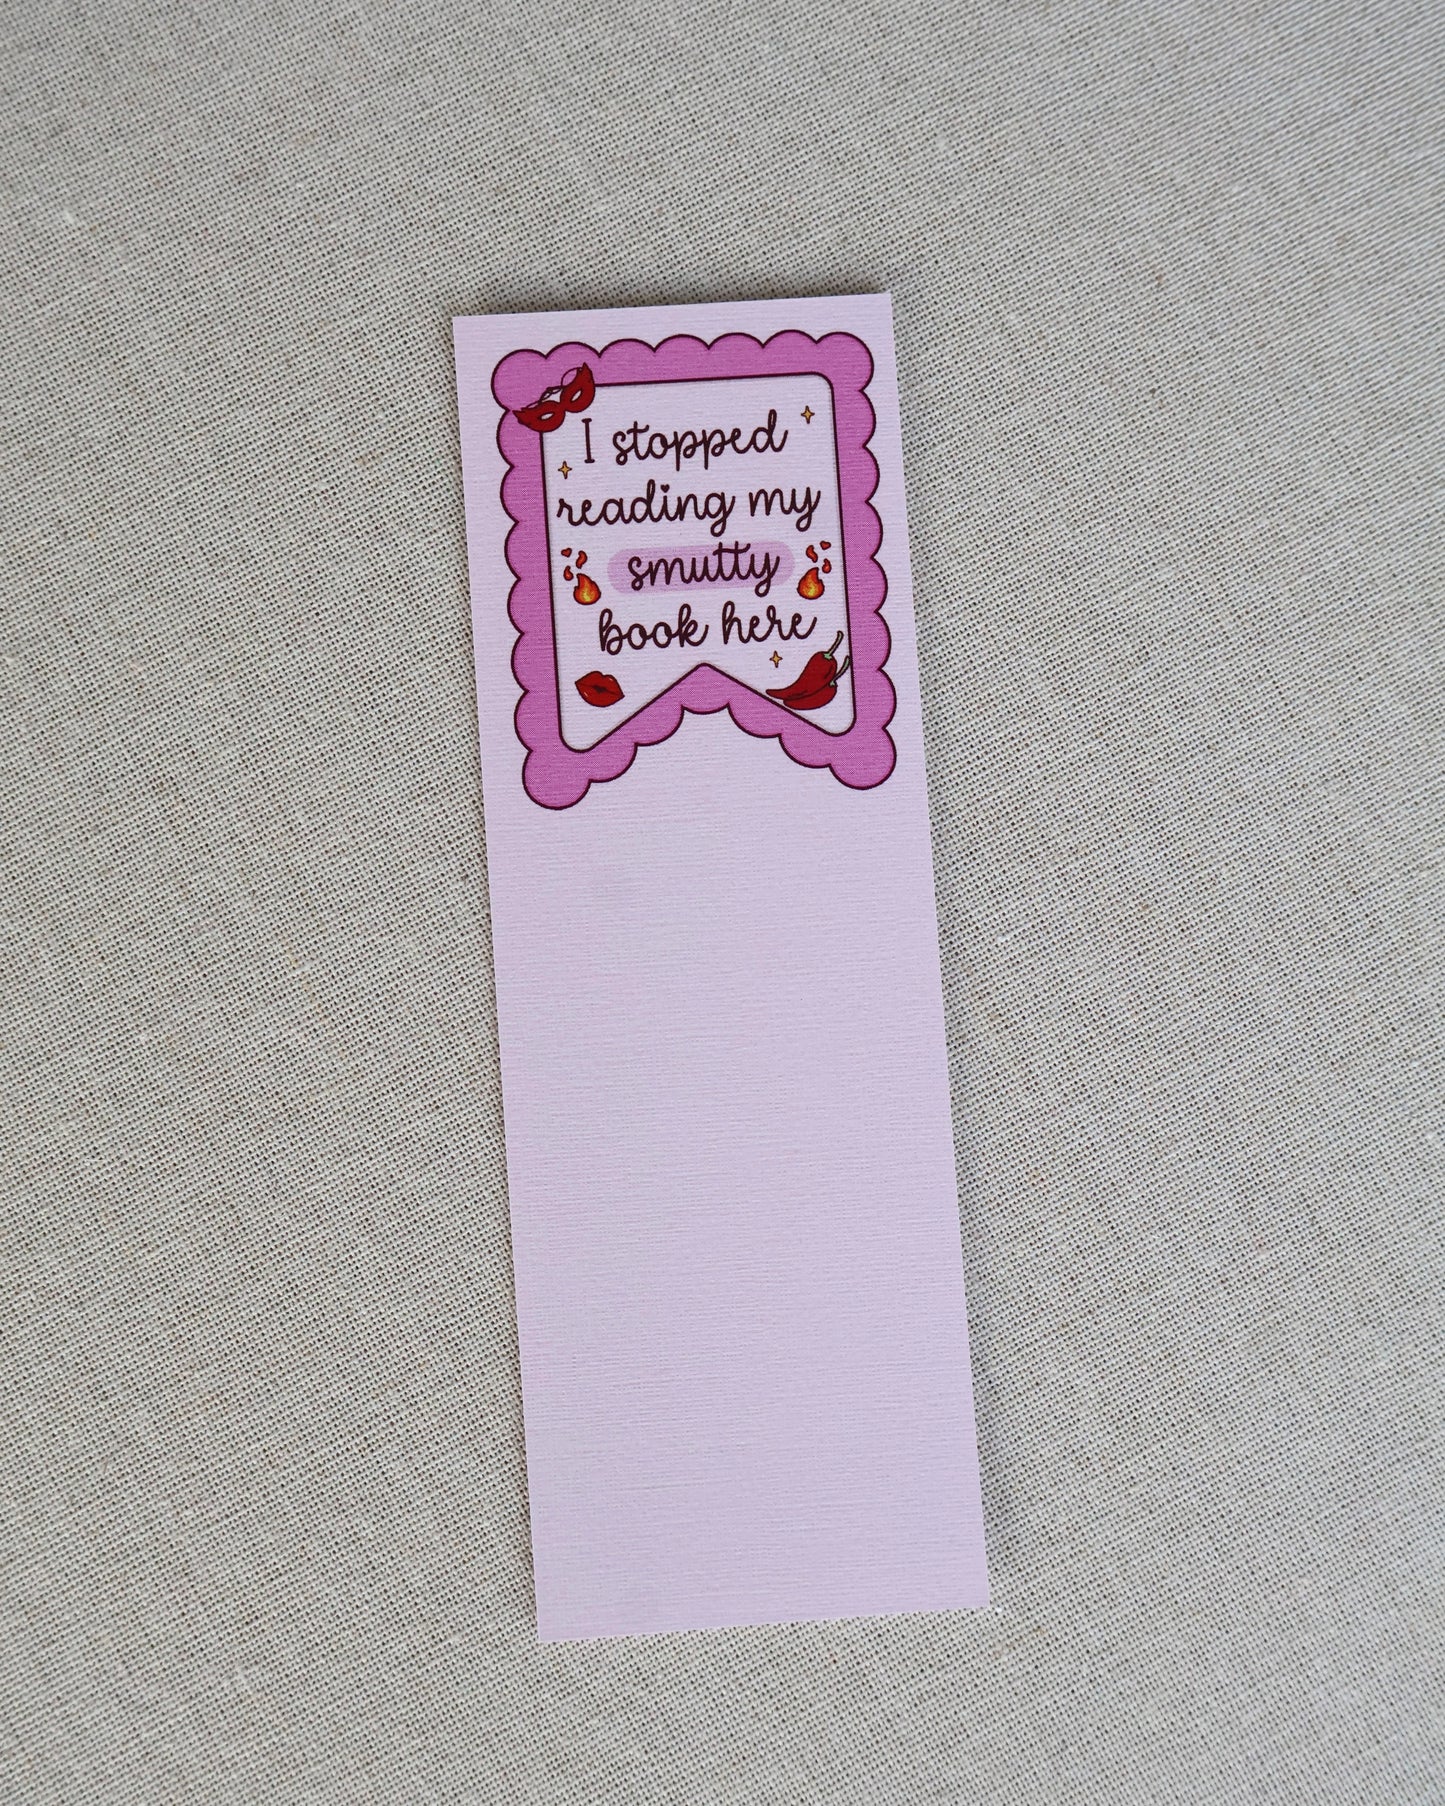 I stopped
reading my
smutty
book here